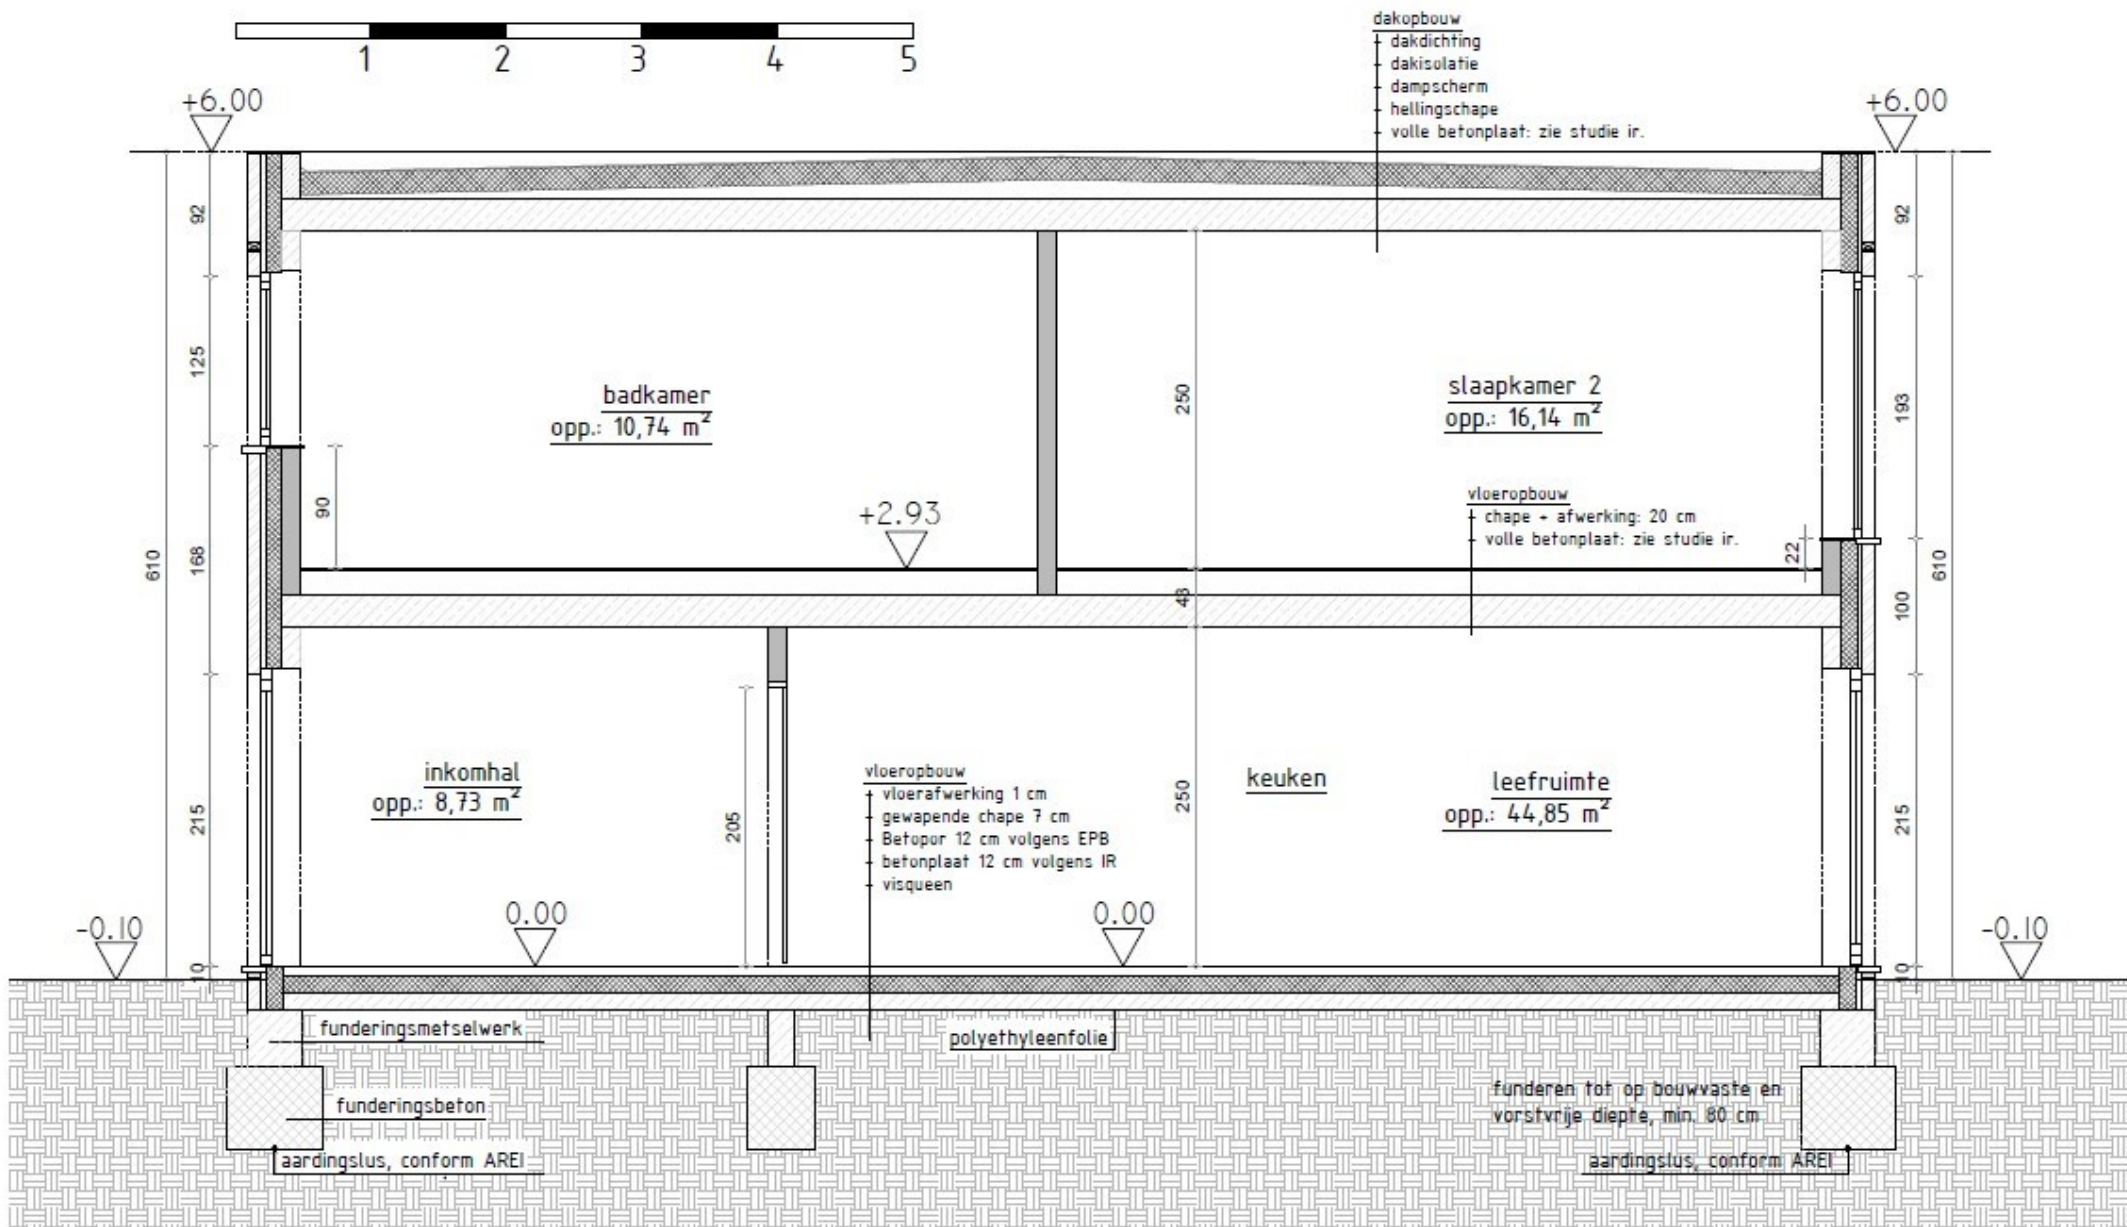 1 2 3 4 5
dakopbouw
dakdichting
dakisolatie
dampscherm
hellingschape
volle betonplaat: zie studie ir.
+6.00
+6.00
92
92
125
250
193
badkamer
opp.: 10,74 m²
slaapkamer 2
opp.: 16,14 m²
90
+2.93
vloeropbouw
chape + afwerking: 20 cm
volle betonplaat: zie studie ir.
22
610
168
43
100
610
inkomhal
opp.: 8,73 m²
215
205
vloeropbouw
vloerafwerking 1 cm
gewapende chape 7 cm
Betopor 12 cm volgens EPB
betonplaat 12 cm volgens IR
visqueen
250
keuken
leefruimte
opp.: 44,85 m²
215
0.00
0.00
-0.10
-0.10
10
10
funderingsmetselwerk
polyethyleenfolie
funderingsbeton
funderen tot op bouwvaste en
vorstvrije diepte, min. 80 cm
aardingslus, conform AREI
aardingslus, conform AREI